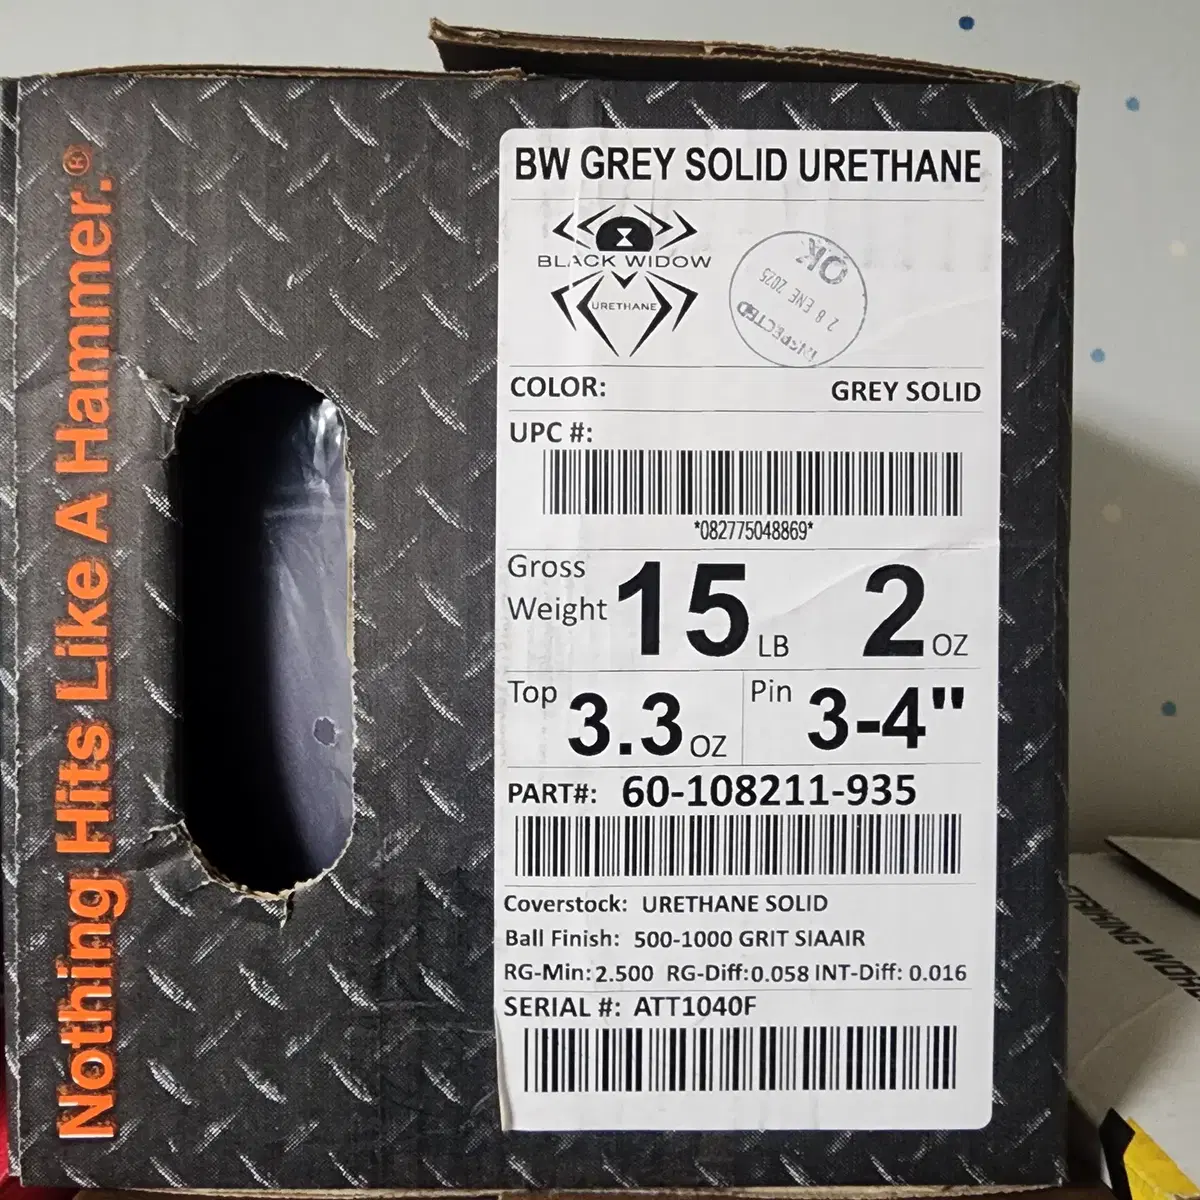 Nothing Hits Like A Hammer.®
BW GREY SOLID URETHANE
BLACK WIDOW
URETHANE
OK
28 ENE 2025
INSPECTED
COLOR: GREY SOLID
UPC #:
*082775048869*
Gross Weight 15 LB 2 OZ
Top 3.3 OZ Pin 3-4"
PART#: 60-108211-935
Coverstock: URETHANE SOLID
Ball Finish: 500-1000 GRIT SIAAIR
RG-Min: 2.500 RG-Diff: 0.058 INT-Diff: 0.016
SERIAL #: ATT1040F
STRIKING